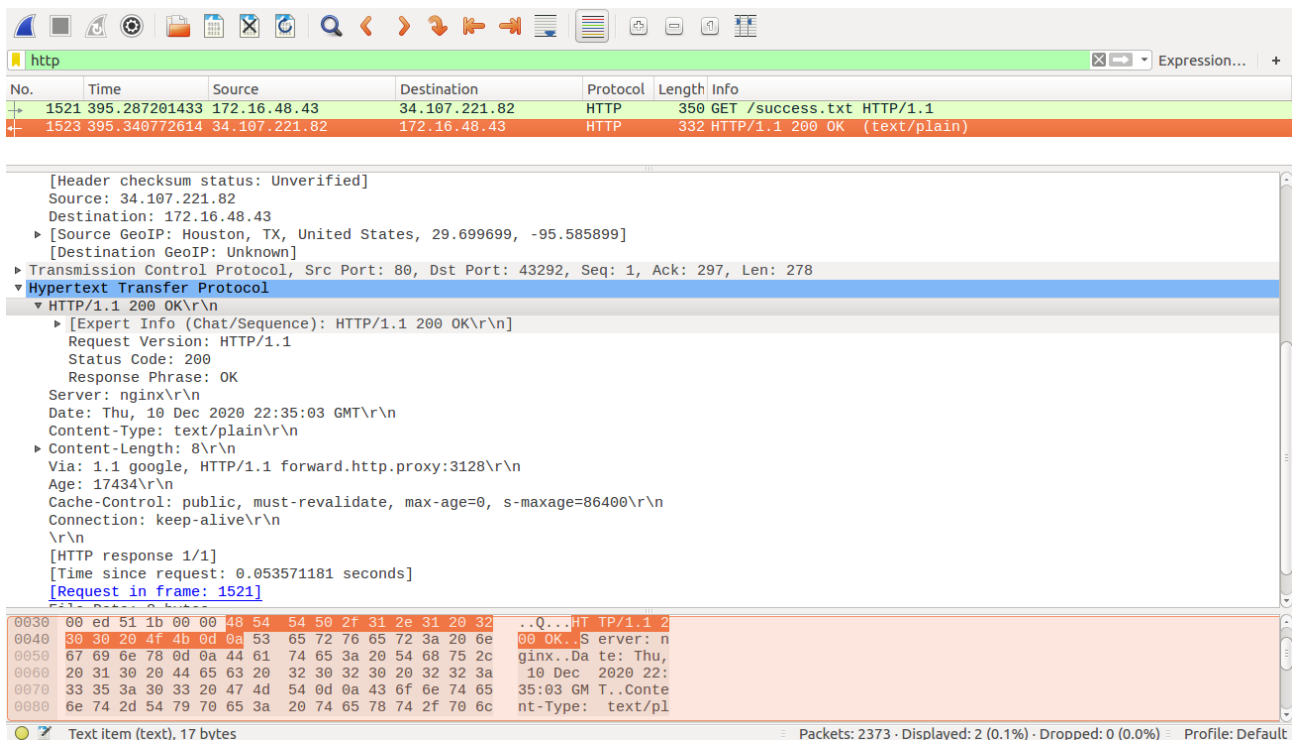 http
Expression... +
No. Time Source Destination Protocol Length Info
1521 395.287201433 172.16.48.43 34.107.221.82 HTTP 350 GET /success.txt HTTP/1.1
1523 395.340772614 34.107.221.82 172.16.48.43 HTTP 332 HTTP/1.1 200 OK (text/plain)
[Header checksum status: Unverified]
Source: 34.107.221.82
Destination: 172.16.48.43
[Source GeoIP: Houston, TX, United States, 29.699699, -95.585899]
[Destination GeoIP: Unknown]
Transmission Control Protocol, Src Port: 80, Dst Port: 43292, Seq: 1, Ack: 297, Len: 278
Hypertext Transfer Protocol
HTTP/1.1 200 OK\r\n
[Expert Info (Chat/Sequence): HTTP/1.1 200 OK\r\n]
Request Version: HTTP/1.1
Status Code: 200
Response Phrase: OK
Server: nginx\r\n
Date: Thu, 10 Dec 2020 22:35:03 GMT\r\n
Content-Type: text/plain\r\n
Content-Length: 8\r\n
Via: 1.1 google, HTTP/1.1 forward.http.proxy:3128\r\n
Age: 17434\r\n
Cache-Control: public, must-revalidate, max-age=0, s-maxage=86400\r\n
Connection: keep-alive\r\n
\r\n
[HTTP response 1/1]
[Time since request: 0.053571181 seconds]
[Request in frame: 1521]
File Data: 8 bytes
0030 00 ed 51 1b 00 00 48 54 54 50 2f 31 2e 31 20 32 ..Q...HT TP/1.1 2
0040 30 30 20 4f 4b 0d 0a 53 65 72 76 65 72 3a 20 6e 00 OK..S erver: n
0050 67 69 6e 78 0d 0a 44 61 74 65 3a 20 54 68 75 2c ginx..Da te: Thu,
0060 20 31 30 20 44 65 63 20 32 30 32 30 20 32 32 3a 10 Dec 2020 22:
0070 33 35 3a 30 33 20 47 4d 54 0d 0a 43 6f 6e 74 65 35:03 GM T..Conte
0080 6e 74 2d 54 79 70 65 3a 20 74 65 78 74 2f 70 6c nt-Type: text/pl
Text item (text), 17 bytes Packets: 2373 · Displayed: 2 (0.1%) · Dropped: 0 (0.0%) Profile: Default